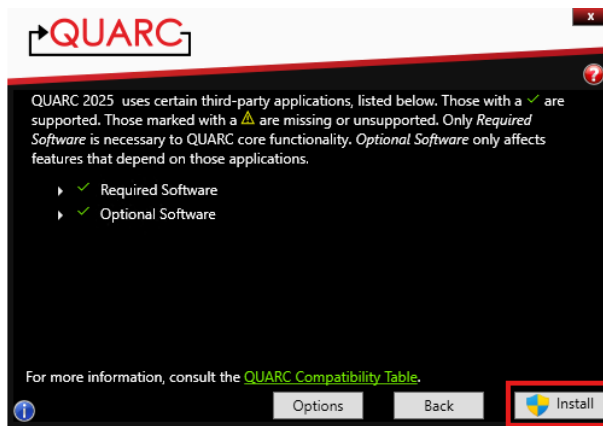 QUARC
x
?
QUARC 2025 uses certain third-party applications, listed below. Those with a ✓ are
supported. Those marked with a ⚠ are missing or unsupported. Only Required
Software is necessary to QUARC core functionality. Optional Software only affects
features that depend on those applications.
✓ Required Software
✓ Optional Software
For more information, consult the QUARC Compatibility Table.
i
Options
Back
Install